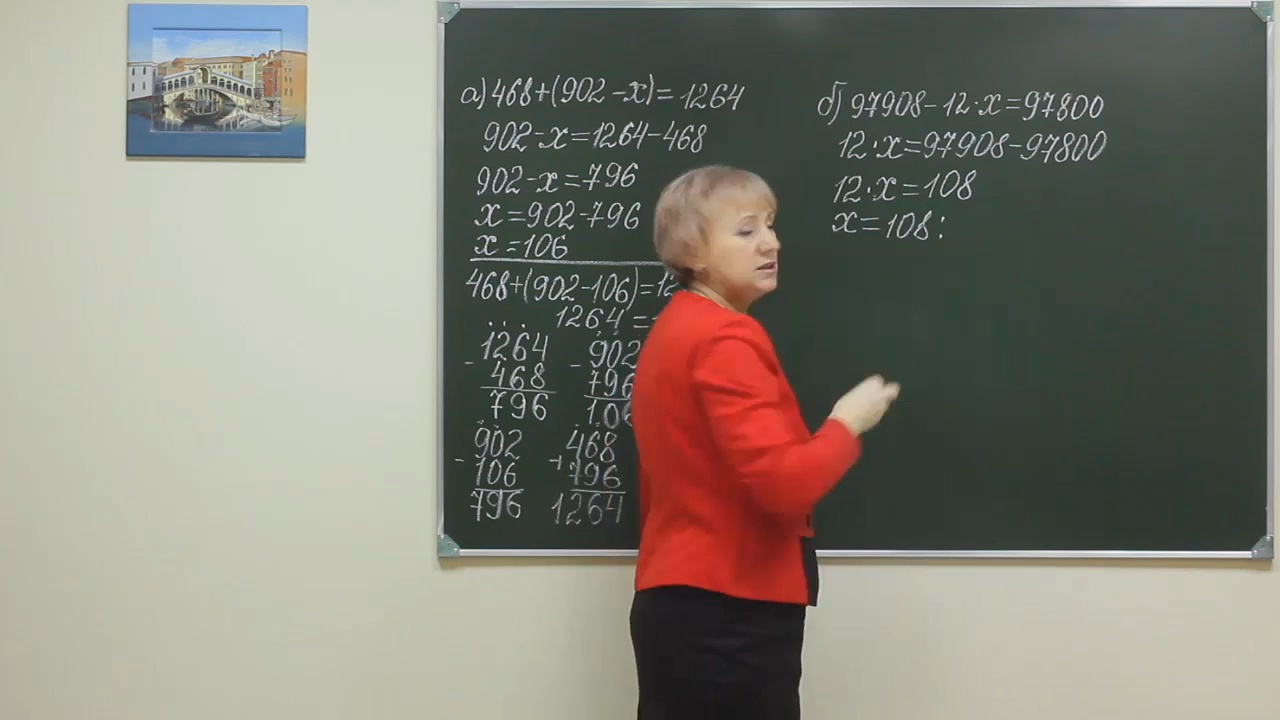 а) 468+(902-x)=1264
902-x=1264-468
902-x=796
x=902-796
x=106
468+(902-106)=12
1264=
1264
- 468
796
902
- 796
106
902
- 106
796
468
+ 796
1264
б) 97908-12·x=97800
12·x=97908-97800
12·x=108
x=108: